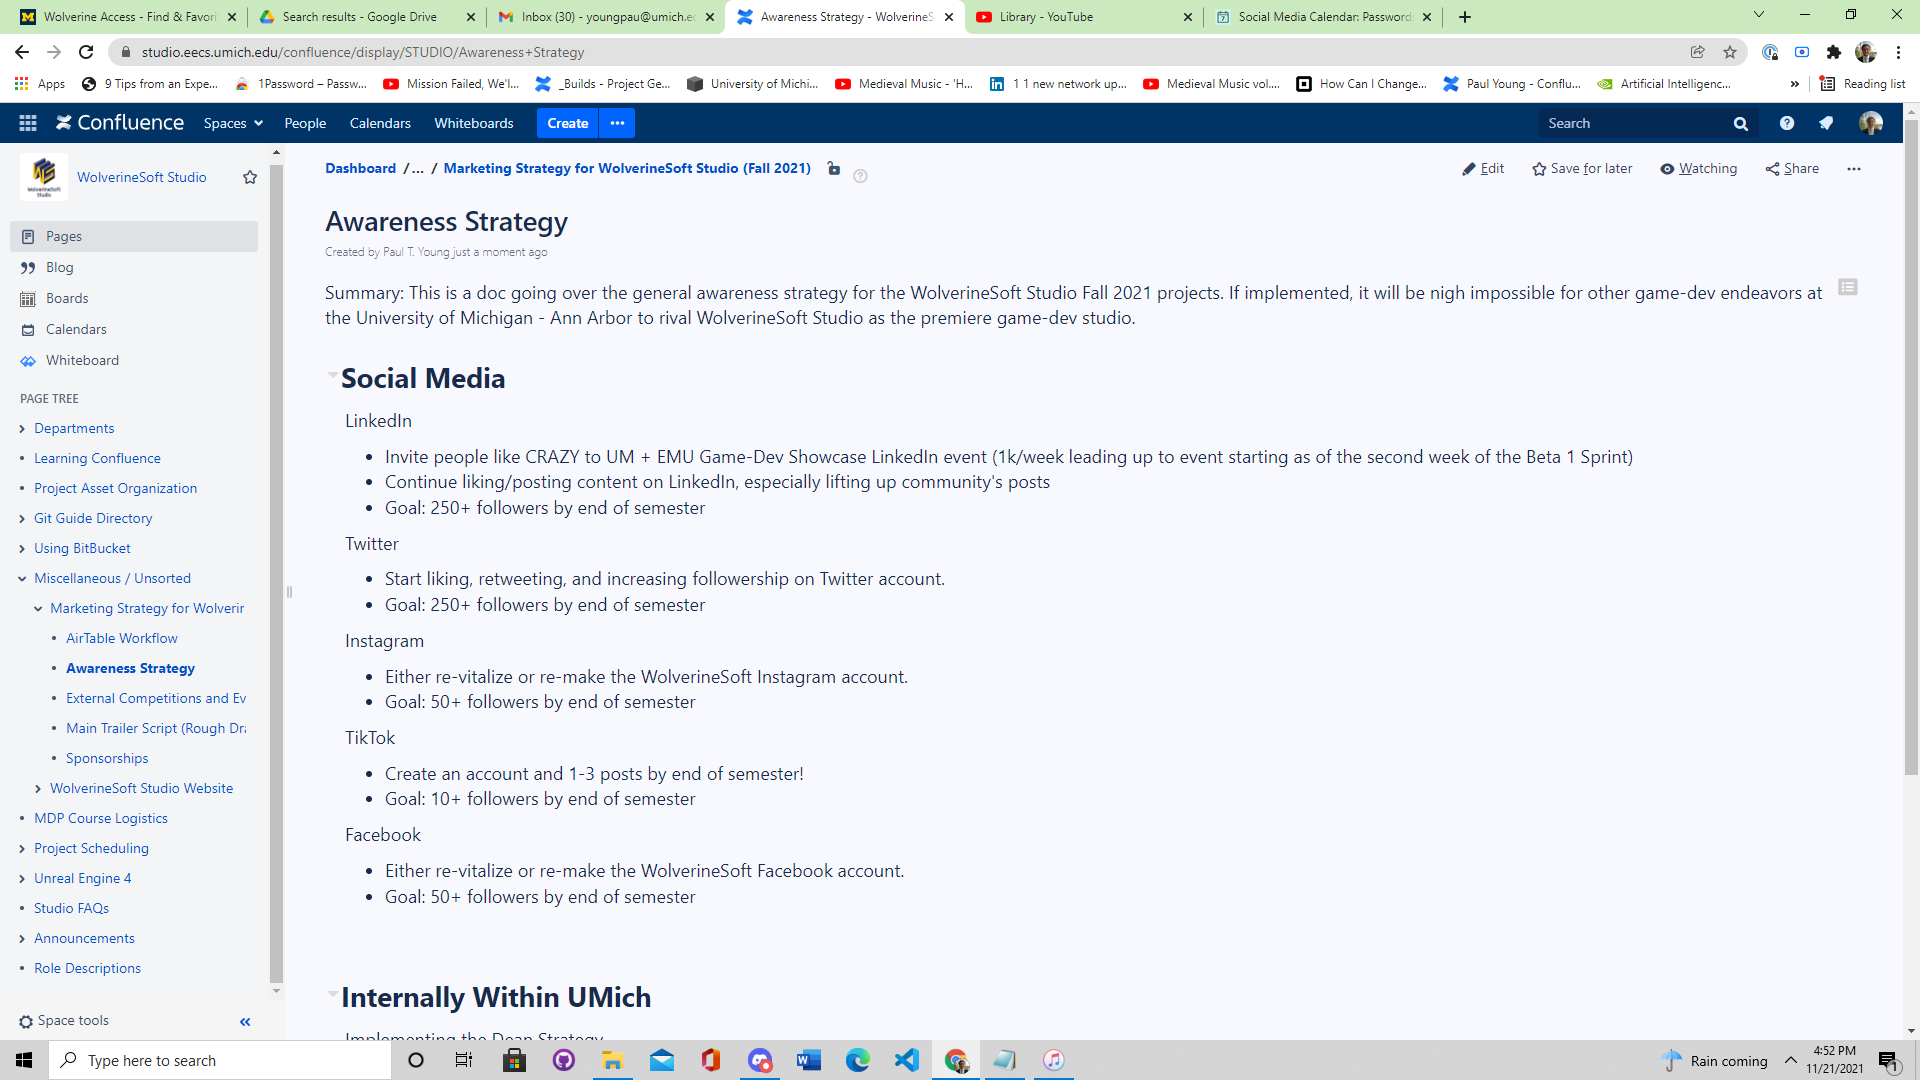 Wolverine Access - Find & Favori
Search results - Google Drive
Inbox (30) - youngpau@umich.ed
Awareness Strategy - WolverineS
Library - YouTube
Social Media Calendar: Password
studio.eecs.umich.edu/confluence/display/STUDIO/Awareness+Strategy
Apps
9 Tips from an Expe...
1Password – Passw...
Mission Failed, We'l...
_Builds - Project Ge...
University of Michi...
Medieval Music - 'H...
1 1 new network up...
Medieval Music vol....
How Can I Change...
Paul Young - Conflu...
Artificial Intelligenc...
»
Reading list
Confluence
Spaces
People
Calendars
Whiteboards
Create
Search
WolverineSoft Studio
WolverineSoft Studio
Pages
Blog
Boards
Calendars
Whiteboard
PAGE TREE
Departments
• Learning Confluence
• Project Asset Organization
Git Guide Directory
Using BitBucket
Miscellaneous / Unsorted
Marketing Strategy for Wolverin
• AirTable Workflow
• Awareness Strategy
• External Competitions and Ev
• Main Trailer Script (Rough Dra
• Sponsorships
WolverineSoft Studio Website
• MDP Course Logistics
Project Scheduling
Unreal Engine 4
• Studio FAQs
Announcements
• Role Descriptions
Space tools
Dashboard /... / Marketing Strategy for WolverineSoft Studio (Fall 2021)
Edit
Save for later
Watching
Share
Awareness Strategy
Created by Paul T. Young just a moment ago
Summary: This is a doc going over the general awareness strategy for the WolverineSoft Studio Fall 2021 projects. If implemented, it will be nigh impossible for other game-dev endeavors at
the University of Michigan - Ann Arbor to rival WolverineSoft Studio as the premiere game-dev studio.
Social Media
LinkedIn
• Invite people like CRAZY to UM + EMU Game-Dev Showcase LinkedIn event (1k/week leading up to event starting as of the second week of the Beta 1 Sprint)
• Continue liking/posting content on LinkedIn, especially lifting up community's posts
• Goal: 250+ followers by end of semester
Twitter
• Start liking, retweeting, and increasing followership on Twitter account.
• Goal: 250+ followers by end of semester
Instagram
• Either re-vitalize or re-make the WolverineSoft Instagram account.
• Goal: 50+ followers by end of semester
TikTok
• Create an account and 1-3 posts by end of semester!
• Goal: 10+ followers by end of semester
Facebook
• Either re-vitalize or re-make the WolverineSoft Facebook account.
• Goal: 50+ followers by end of semester
Internally Within UMich
Implementing the Dean Strategy
Type here to search
Rain coming
4:52 PM
11/21/2021
1